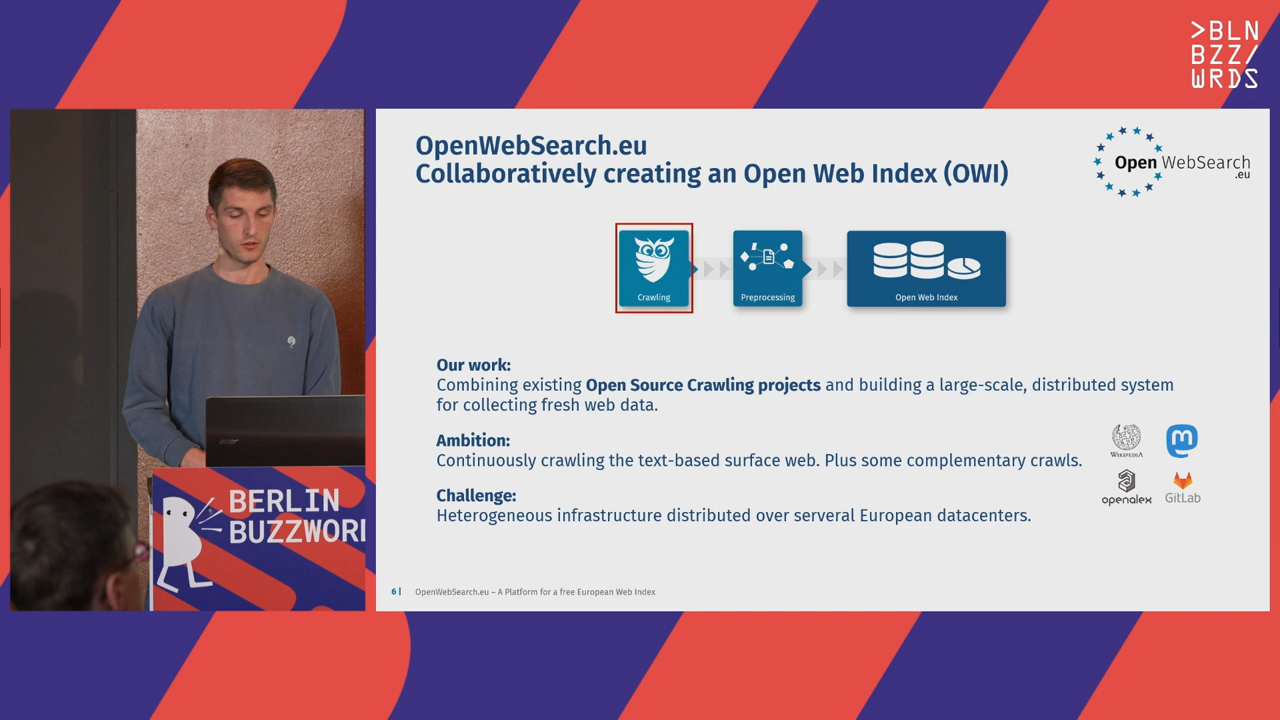 >BLN
BZZ/
WRDS
OpenWebSearch.eu
Collaboratively creating an Open Web Index (OWI)
Open WebSearch
.eu
Crawling
Preprocessing
Open Web Index
Our work:
Combining existing Open Source Crawling projects and building a large-scale, distributed system
for collecting fresh web data.
Ambition:
Continuously crawling the text-based surface web. Plus some complementary crawls.
WIKIPEDIA
openalex
GitLab
Challenge:
Heterogeneous infrastructure distributed over serveral European datacenters.
6 |
OpenWebSearch.eu – A Platform for a free European Web Index
acer
BERLIN
BUZZWOR